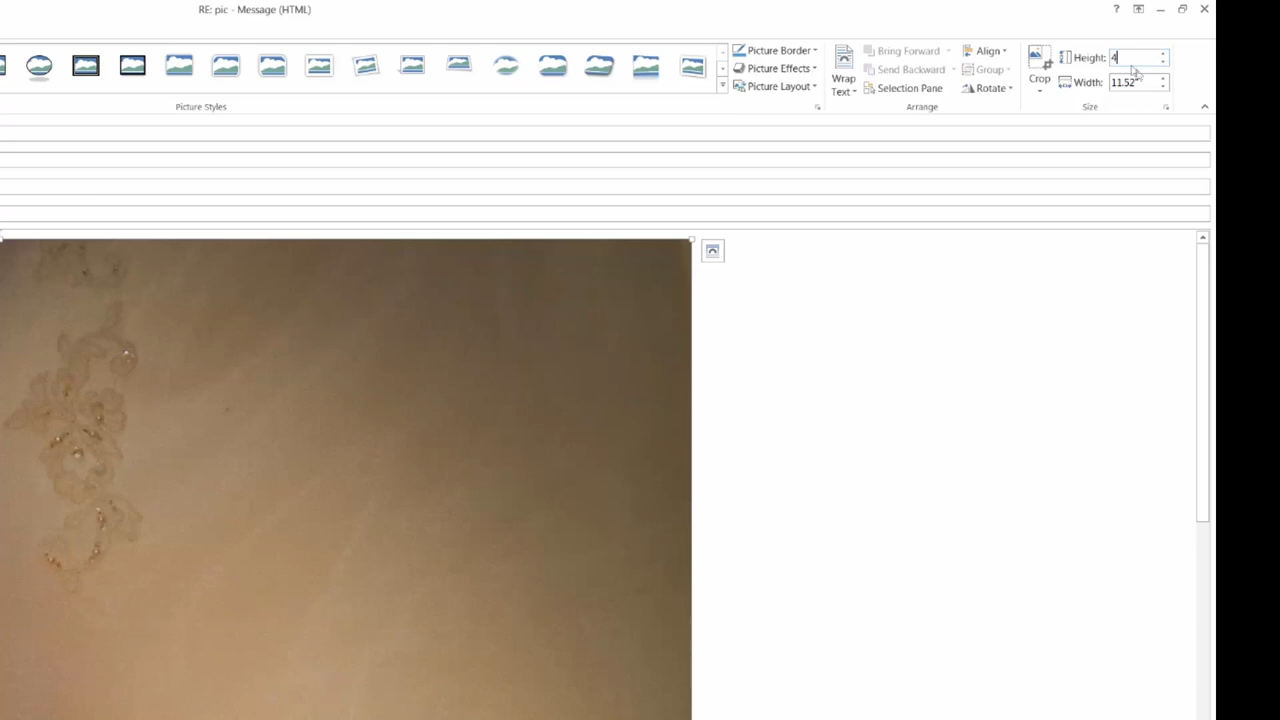 RE: pic - Message (HTML)
?
Picture Border
Picture Effects
Picture Layout
Wrap
Text
Bring Forward
Send Backward
Selection Pane
Align
Group
Rotate
Crop
Height: 4
Width: 11.52"
Picture Styles
Arrange
Size